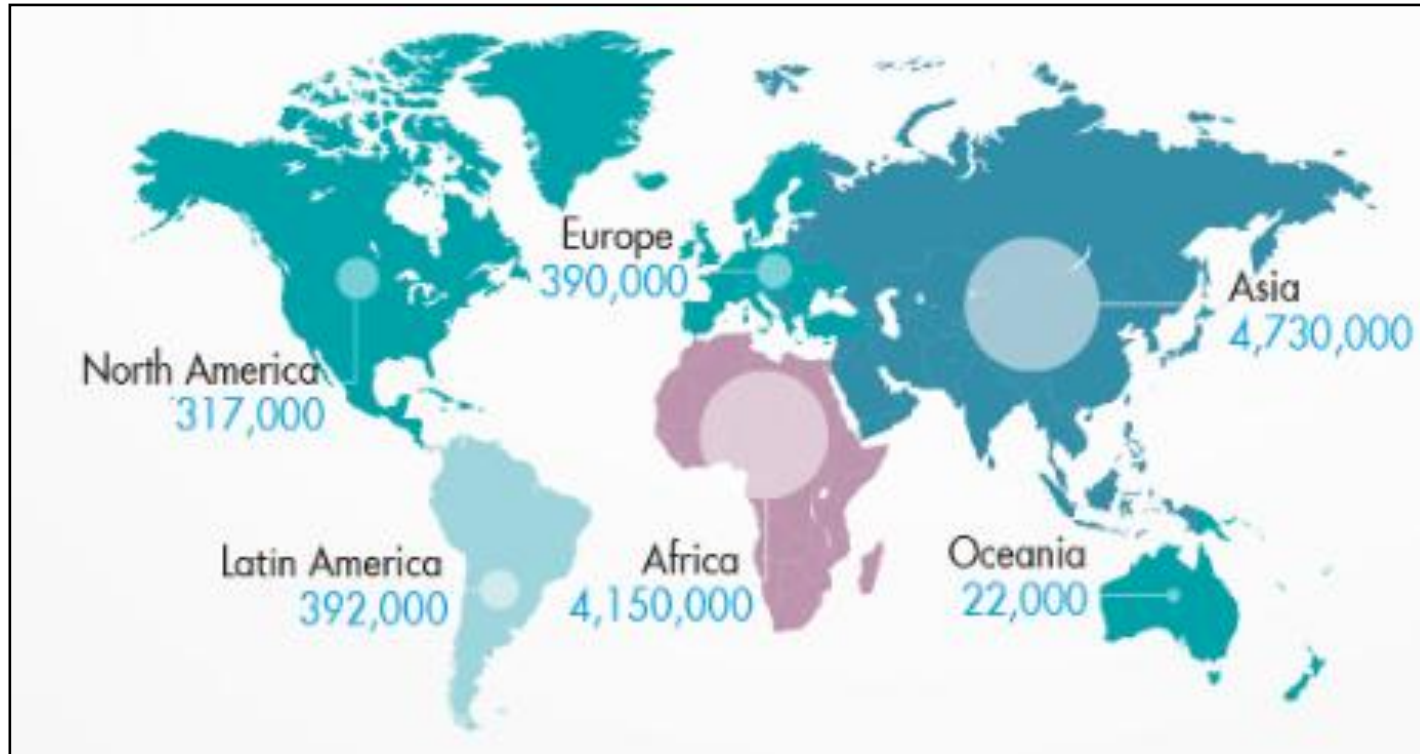 Europe
390,000
Asia
4,730,000
North America
317,000
Latin America
392,000
Africa
4,150,000
Oceania
22,000